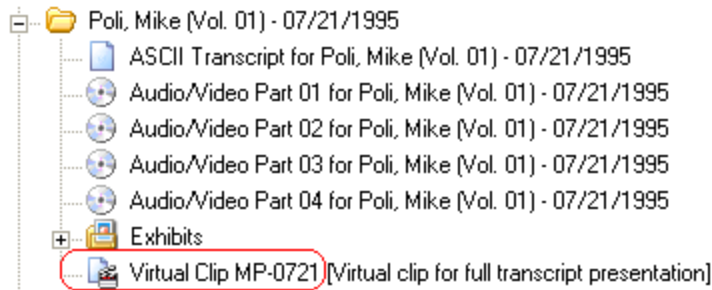 Poli, Mike (Vol. 01) - 07/21/1995
ASCII Transcript for Poli, Mike (Vol. 01) - 07/21/1995
Audio/Video Part 01 for Poli, Mike (Vol. 01) - 07/21/1995
Audio/Video Part 02 for Poli, Mike (Vol. 01) - 07/21/1995
Audio/Video Part 03 for Poli, Mike (Vol. 01) - 07/21/1995
Audio/Video Part 04 for Poli, Mike (Vol. 01) - 07/21/1995
Exhibits
Virtual Clip MP-0721 [Virtual clip for full transcript presentation]